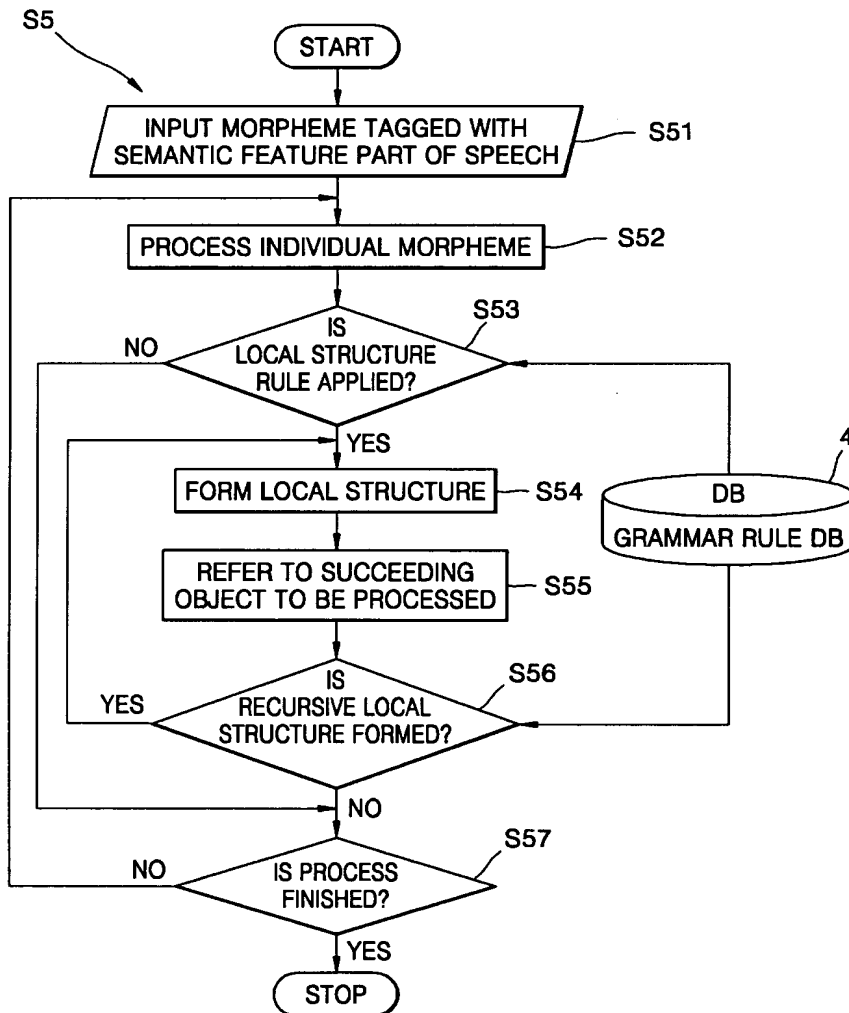 S5
START
INPUT MORPHEME TAGGED WITH
SEMANTIC FEATURE PART OF SPEECH
S51
PROCESS INDIVIDUAL MORPHEME
S52
IS
LOCAL STRUCTURE
RULE APPLIED?
S53
NO
YES
FORM LOCAL STRUCTURE
S54
4
DB
GRAMMAR RULE DB
REFER TO SUCCEEDING
OBJECT TO BE PROCESSED
S55
IS
RECURSIVE LOCAL
STRUCTURE FORMED?
S56
YES
NO
IS PROCESS
FINISHED?
S57
NO
YES
STOP